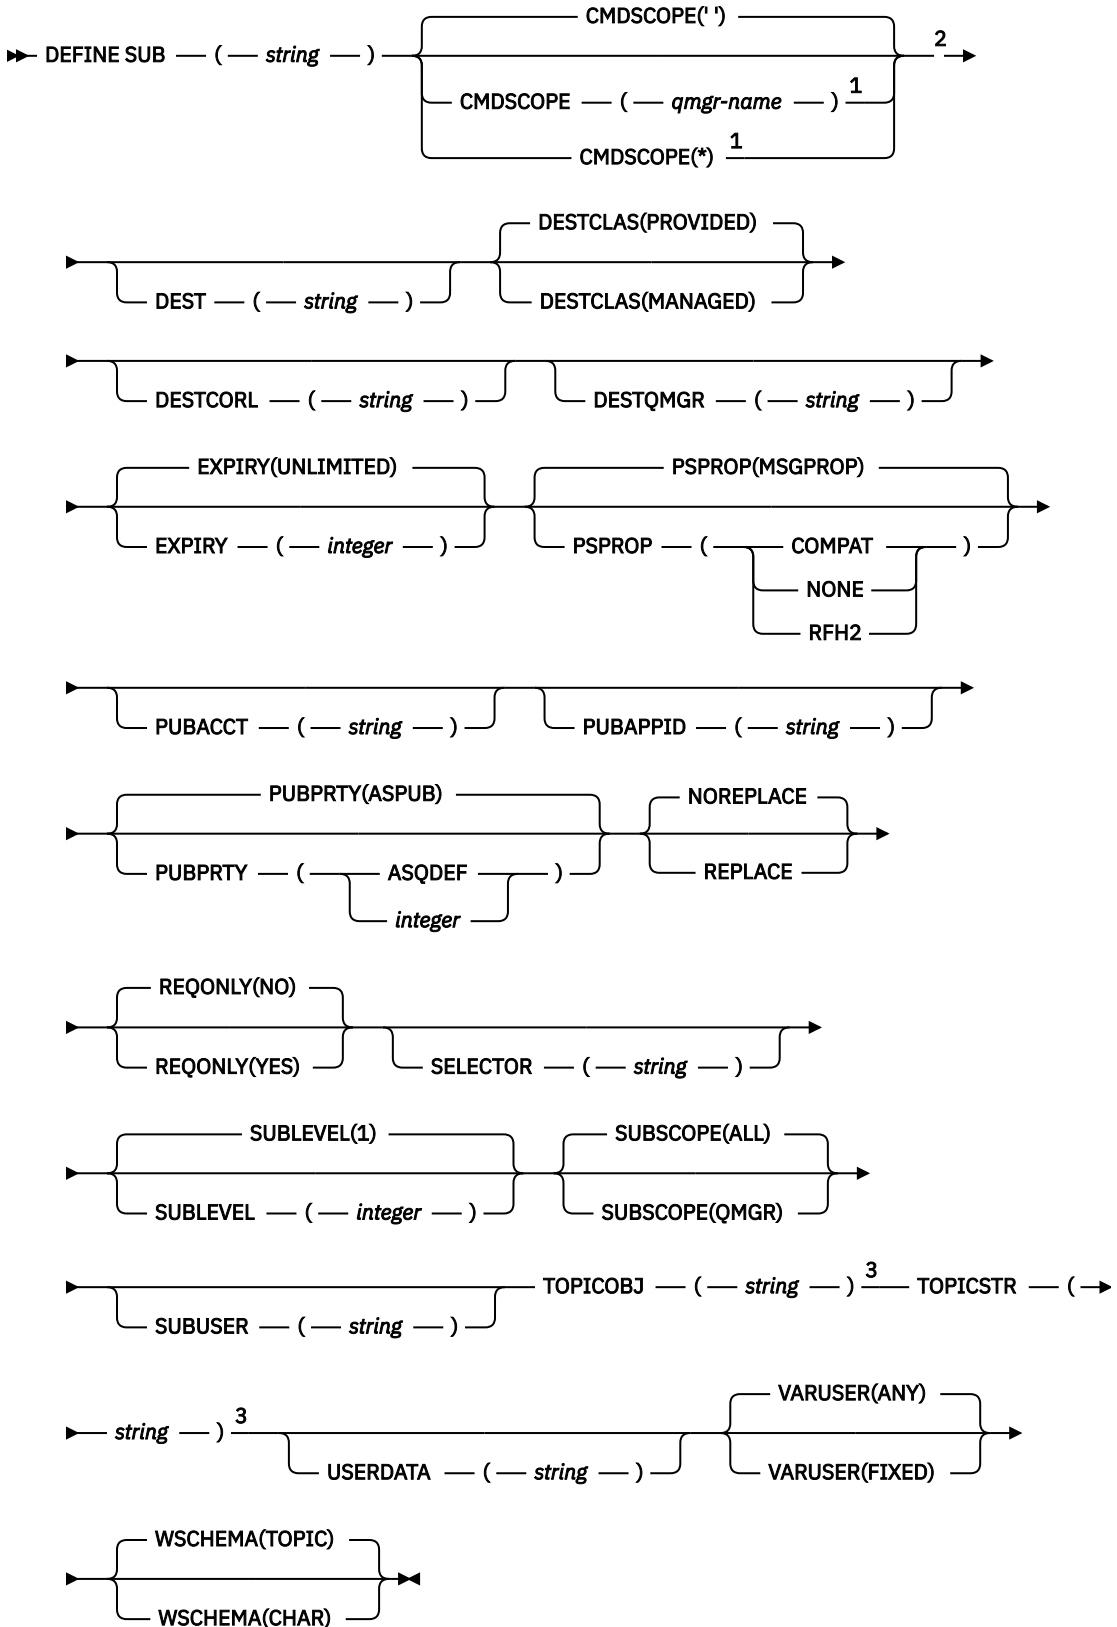 CMDSCOPE(' ')
DEFINE SUB ( string ) 2
CMDSCOPE ( qmgr-name ) 1
CMDSCOPE(*) 1
DESTCLAS(PROVIDED)
DEST ( string ) DESTCLAS(MANAGED)
DESTCORL ( string ) DESTQMGR ( string )
EXPIRY(UNLIMITED) PSPROP(MSGPROP)
EXPIRY ( integer ) PSPROP ( COMPAT )
NONE
RFH2
PUBACCT ( string ) PUBAPPID ( string )
PUBPRTY(ASPUB) NOREPLACE
PUBPRTY ( ASQDEF ) REPLACE
integer
REQONLY(NO)
REQONLY(YES) SELECTOR ( string )
SUBLEVEL(1) SUBSCOPE(ALL)
SUBLEVEL ( integer ) SUBSCOPE(QMGR)
TOPICOBJ ( string ) 3 TOPICSTR (
SUBUSER ( string )
VARUSER(ANY)
string ) 3
USERDATA ( string ) VARUSER(FIXED)
WSCHEMA(TOPIC)
WSCHEMA(CHAR)